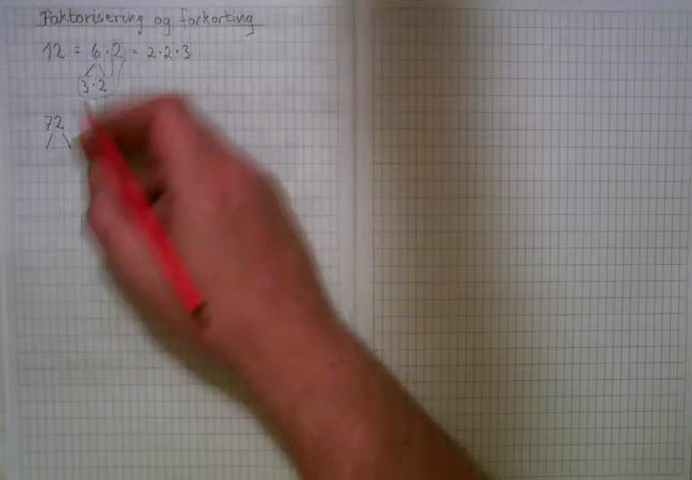 Faktorisering og forkorting
12 = 6 · 2 = 2 · 2 · 3
3 · 2
72